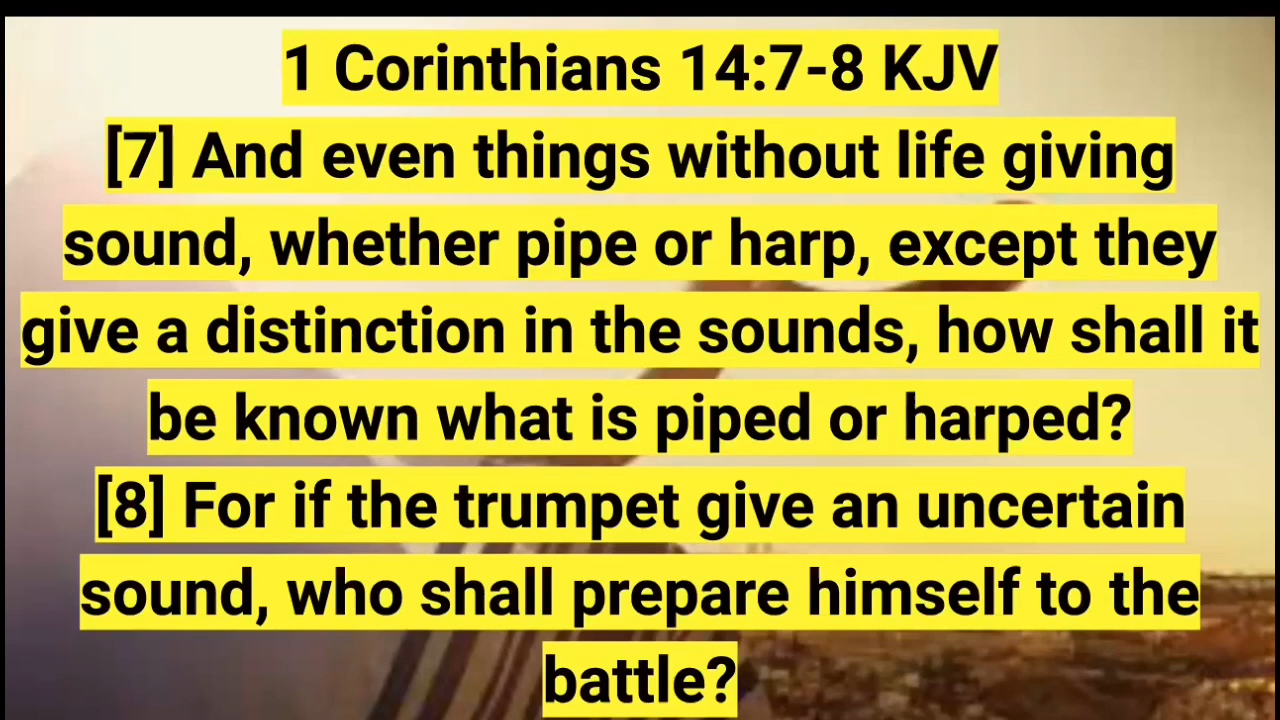 1 Corinthians 14:7-8 KJV
[7] And even things without life giving
sound, whether pipe or harp, except they
give a distinction in the sounds, how shall it
be known what is piped or harped?
[8] For if the trumpet give an uncertain
sound, who shall prepare himself to the
battle?